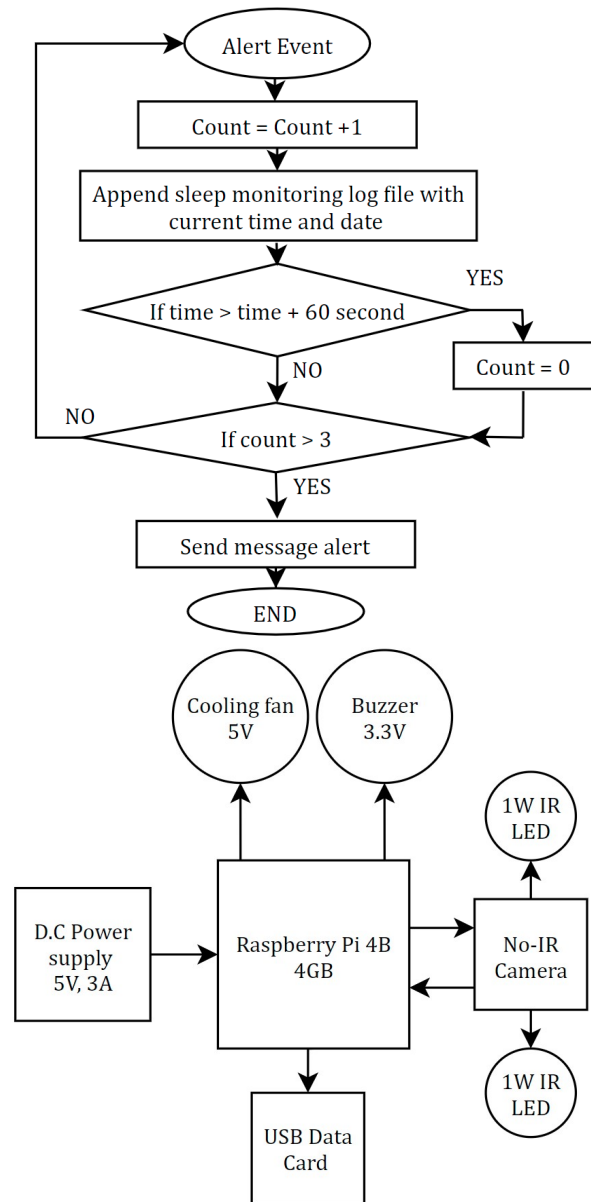 Alert Event
Count = Count +1
Append sleep monitoring log file with
current time and date
YES
If time > time + 60 second
Count = 0
NO
NO
If count > 3
YES
Send message alert
END
Cooling fan
5V
Buzzer
3.3V
1W IR
LED
D.C Power
supply
5V, 3A
Raspberry Pi 4B
4GB
No-IR
Camera
1W IR
LED
USB Data
Card